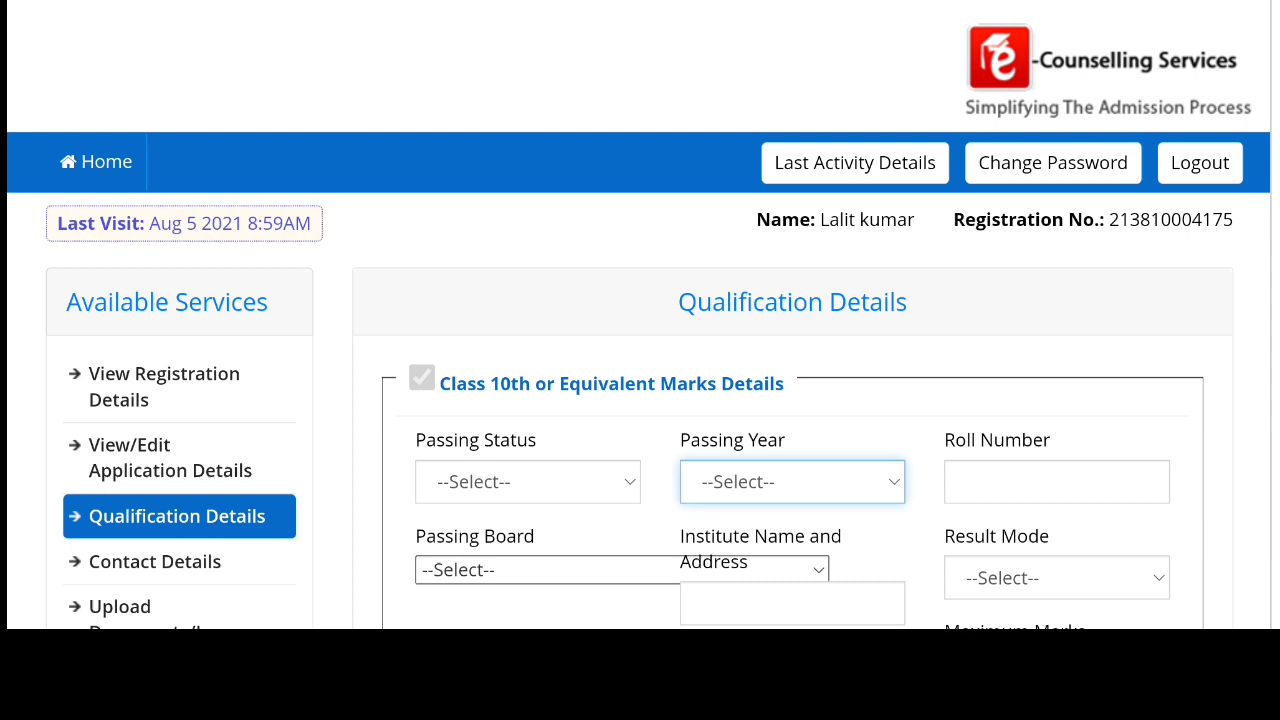 e-Counselling Services
Simplifying The Admission Process
Home
Last Activity Details
Change Password
Logout
Last Visit: Aug 5 2021 8:59AM
Name: Lalit kumar
Registration No.: 213810004175
Available Services
Qualification Details
View Registration
Details
View/Edit
Application Details
Qualification Details
Contact Details
Upload
Class 10th or Equivalent Marks Details
Passing Status
Passing Year
Roll Number
--Select--
--Select--
Passing Board
Institute Name and
Address
Result Mode
--Select--
--Select--